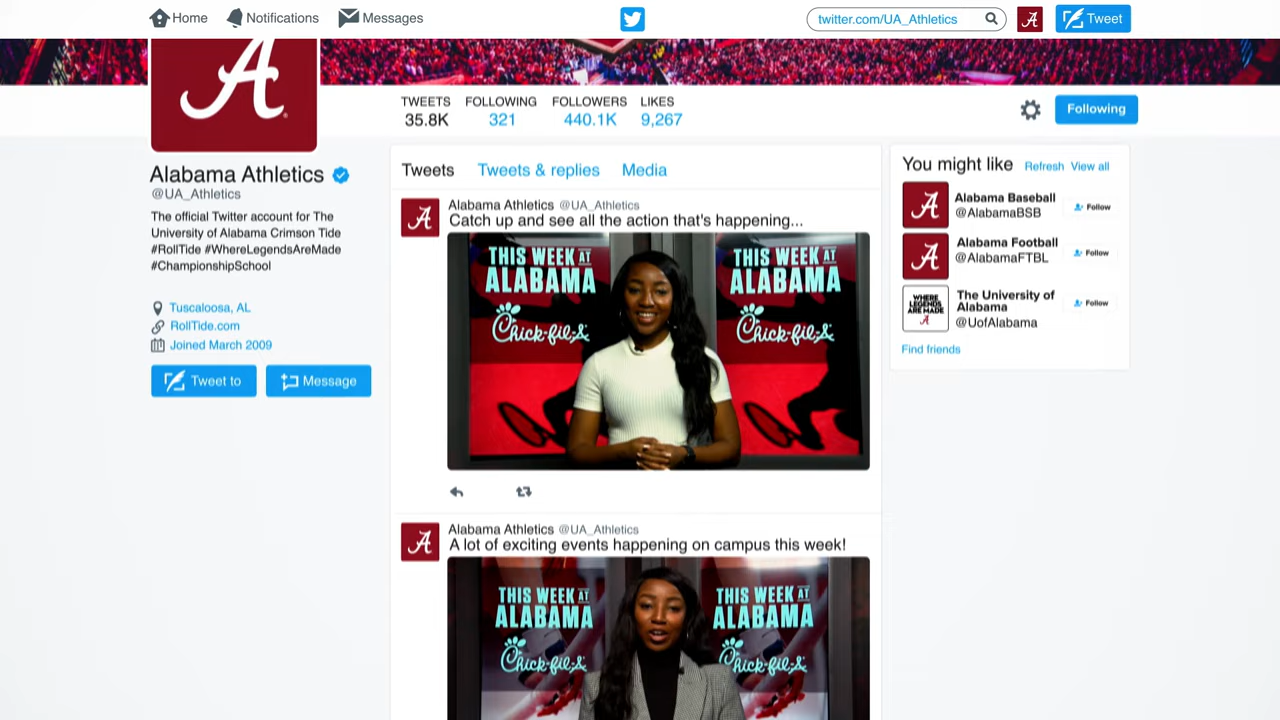 Home Notifications Messages twitter.com/UA_Athletics Tweet
A
TWEETS FOLLOWING FOLLOWERS LIKES
35.8K 321 440.1K 9,267
Following
Alabama Athletics
@UA_Athletics
The official Twitter account for The
University of Alabama Crimson Tide
#RollTide #WhereLegendsAreMade
#ChampionshipSchool
Tuscaloosa, AL
RollTide.com
Joined March 2009
Tweet to Message
Tweets Tweets & replies Media
Alabama Athletics @UA_Athletics
Catch up and see all the action that's happening...
THIS WEEK AT
ALABAMA
Chick-fil-A
THIS WEEK AT
ALABAMA
Chick-fil-A
Alabama Athletics @UA_Athletics
A lot of exciting events happening on campus this week!
THIS WEEK AT
ALABAMA
Chick-fil-A
THIS WEEK AT
ALABAMA
Chick-fil-A
You might like Refresh View all
Alabama Baseball
@AlabamaBSB
Follow
Alabama Football
@AlabamaFTBL
Follow
WHERE
LEGENDS
ARE MADE
A
The University of
Alabama
@UofAlabama
Follow
Find friends